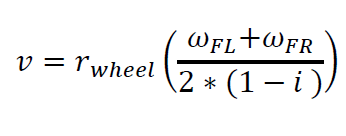 v = r_wheel ( (ω_FL + ω_FR) / (2 * (1 − i)) )